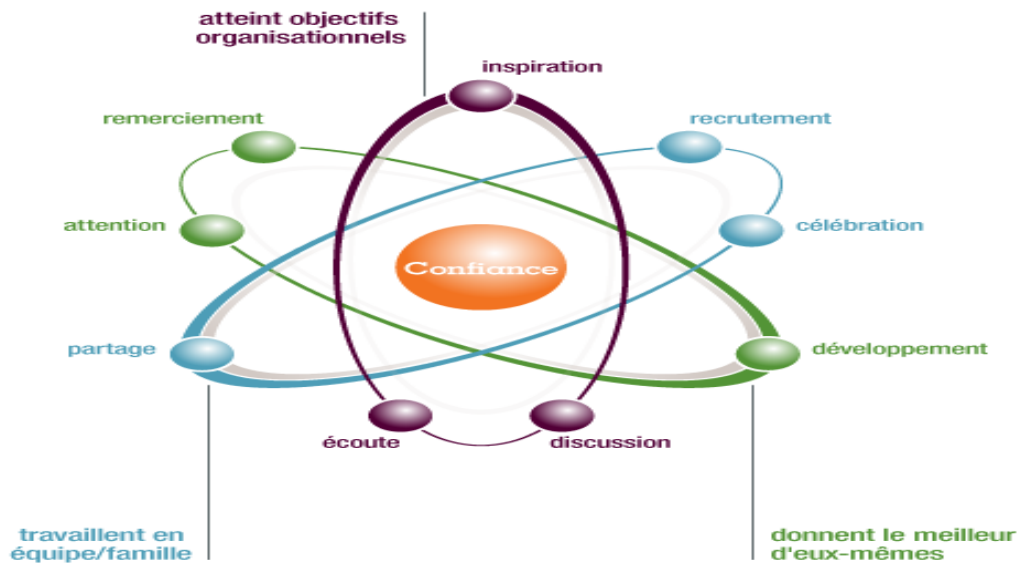 atteint objectifs
organisationnels
inspiration
remerciement
recrutement
attention
célébration
Confiance
partage
développement
écoute
discussion
travaillent en
équipe/famille
donnent le meilleur
d'eux-mêmes